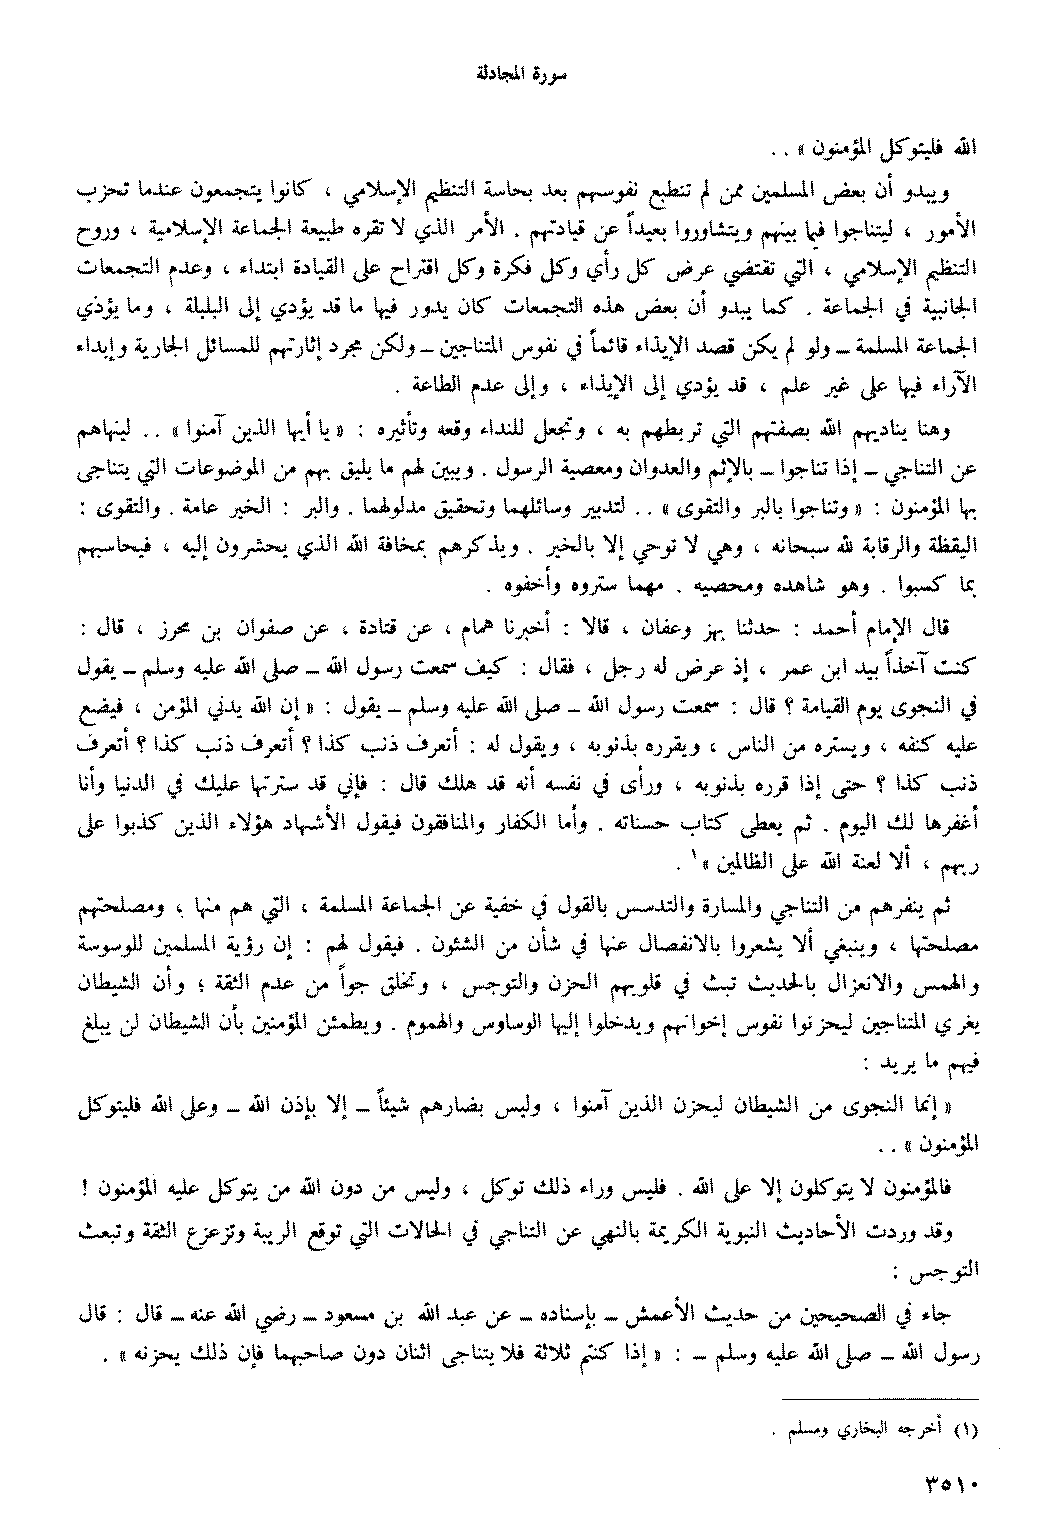 سورة المجادلة
الله فليتوكل المؤمنون » . .
ويبدو أن بعض المسلمين ممن لم تنطبع نفوسهم بعد بحاسة التنظيم الإسلامي ، كانوا يتجمعون عندما تحزب
الأمور ، ليتناجوا فيما بينهم ويتشاوروا بعيداً عن قيادتهم . الأمر الذي لا تقره طبيعة الجماعة الإسلامية ، وروح
التنظيم الإسلامي ، التي تقتضي عرض كل رأي وكل فكرة وكل اقتراح على القيادة ابتداء ، وعدم التجمعات
الجانبية في الجماعة . كما يبدو أن بعض هذه التجمعات كان يدور فيها ما قد يؤدي إلى البلبلة ، وما يؤذي
الجماعة المسلمة – ولو لم يكن قصد الإيذاء قائماً في نفوس المتناجين – ولكن مجرد إثارتهم للمسائل الجارية وإبداء
الآراء فيها على غير علم ، قد يؤدي إلى الإيذاء ، وإلى عدم الطاعة .
وهنا يناديهم الله بصفتهم التي تربطهم به ، وتجعل للنداء وقعه وتأثيره : « يا أيها الذين آمنوا » . . لينهاهم
عن التناجي – إذا تناجوا – بالإثم والعدوان ومعصية الرسول . ويبين لهم ما يليق بهم من الموضوعات التي يتناجى
بها المؤمنون : « وتناجوا بالبر والتقوى » . . لتدبير وسائلهما وتحقيق مدلولهما . والبر : الخير عامة . والتقوى :
اليقظة والرقابة لله سبحانه ، وهي لا توحي إلا بالخير . ويذكرهم بمخافة الله الذي يحشرون إليه ، فيحاسبهم
بما كسبوا . وهو شاهده ومحصيه . مهما ستروه وأخفوه .
قال الإمام أحمد : حدثنا بهز وعفان ، قالا : أخبرنا همام ، عن قتادة ، عن صفوان بن محرز ، قال :
كنت آخذاً بيد ابن عمر ، إذ عرض له رجل ، فقال : كيف سمعت رسول الله – صلى الله عليه وسلم – يقول
في النجوى يوم القيامة ؟ قال : سمعت رسول الله – صلى الله عليه وسلم – يقول : « إن الله يدني المؤمن ، فيضع
عليه كنفه ، ويستره من الناس ، ويقرره بذنوبه ، ويقول له : أتعرف ذنب كذا ؟ أتعرف ذنب كذا ؟ أتعرف
ذنب كذا ؟ حتى إذا قرره بذنوبه ، ورأى في نفسه أنه قد هلك قال : فإني قد سترتها عليك في الدنيا وأنا
أغفرها لك اليوم . ثم يعطى كتاب حسناته . وأما الكفار والمنافقون فيقول الأشهاد هؤلاء الذين كذبوا على
ربهم ، ألا لعنة الله على الظالمين »١ .
ثم ينفرهم من التناجي والمسارة والتدسس بالقول في خفية عن الجماعة المسلمة ، التي هم منها ، ومصلحتهم
مصلحتها ، وينبغي ألا يشعروا بالانفصال عنها في شأن من الشئون . فيقول لهم : إن رؤية المسلمين للوسوسة
والهمس والانعزال بالحديث تبث في قلوبهم الحزن والتوجس ، وتخلق جواً من عدم الثقة ؛ وأن الشيطان
يغري المتناجين ليحزنوا نفوس إخوانهم ويدخلوا إليها الوساوس والهموم . ويطمئن المؤمنين بأن الشيطان لن يبلغ
فيهم ما يريد :
« إنما النجوى من الشيطان ليحزن الذين آمنوا ، وليس بضارهم شيئاً – إلا بإذن الله – وعلى الله فليتوكل
المؤمنون » . .
فالمؤمنون لا يتوكلون إلا على الله . فليس وراء ذلك توكل ، وليس من دون الله من يتوكل عليه المؤمنون !
وقد وردت الأحاديث النبوية الكريمة بالنهي عن التناجي في الحالات التي توقع الريبة وتزعزع الثقة وتبعث
التوجس :
جاء في الصحيحين من حديث الأعمش – بإسناده – عن عبد الله بن مسعود – رضي الله عنه – قال : قال
رسول الله – صلى الله عليه وسلم – : « إذا كنتم ثلاثة فلا يتناجى اثنان دون صاحبهما فإن ذلك يحزنه » .
(١) أخرجه البخاري ومسلم .
٣٥١٠